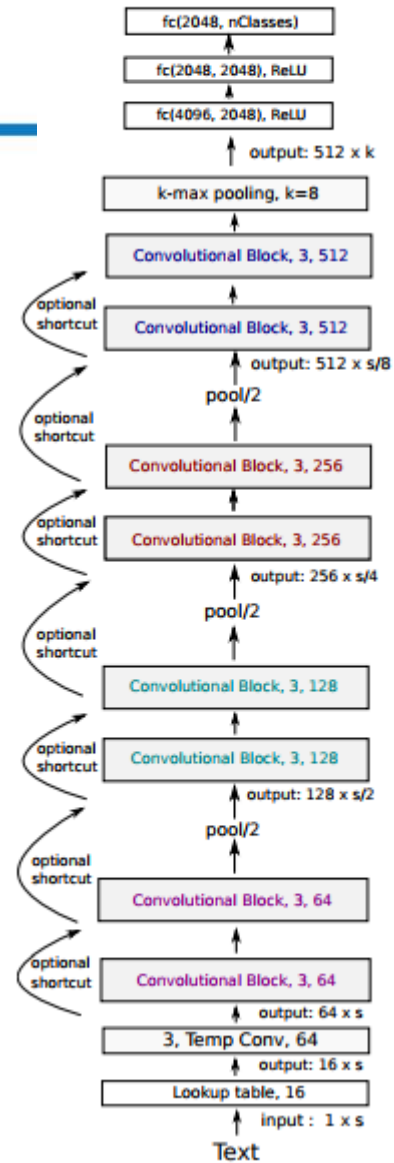 fc(2048, nClasses)
fc(2048, 2048), ReLU
fc(4096, 2048), ReLU
output: 512 x k
k-max pooling, k=8
Convolutional Block, 3, 512
optional
shortcut
Convolutional Block, 3, 512
output: 512 x s/8
pool/2
optional
shortcut
Convolutional Block, 3, 256
optional
shortcut
Convolutional Block, 3, 256
output: 256 x s/4
pool/2
optional
shortcut
Convolutional Block, 3, 128
optional
shortcut
Convolutional Block, 3, 128
output: 128 x s/2
pool/2
optional
shortcut
Convolutional Block, 3, 64
optional
shortcut
Convolutional Block, 3, 64
output: 64 x s
3, Temp Conv, 64
output: 16 x s
Lookup table, 16
input : 1 x s
Text